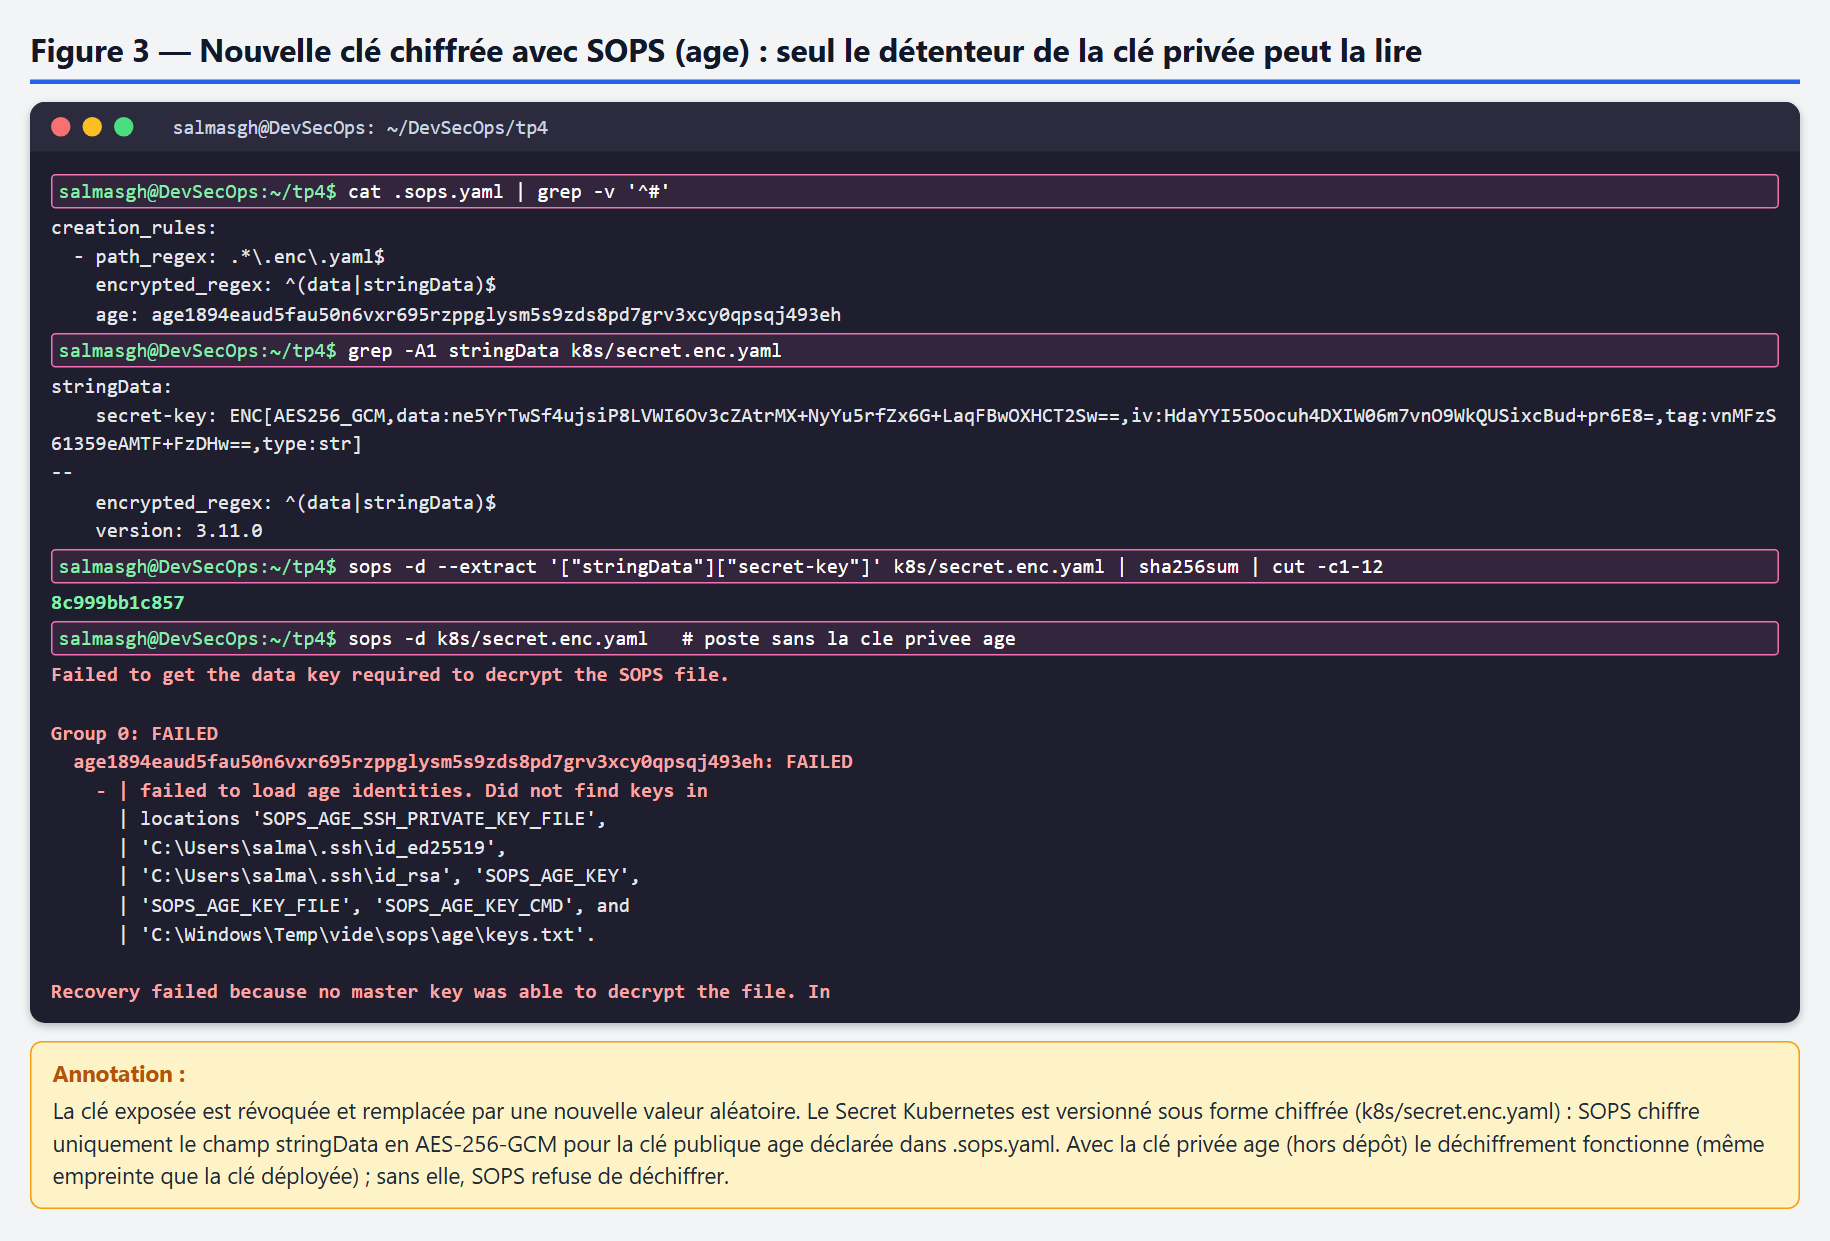 Figure 3 — Nouvelle clé chiffrée avec SOPS (age) : seul le détenteur de la clé privée peut la lire
salmasgh@DevSecOps: ~/DevSecOps/tp4
salmasgh@DevSecOps:~/tp4$ cat .sops.yaml | grep -v '^#'
creation_rules:
  - path_regex: .*\.enc\.yaml$
    encrypted_regex: ^(data|stringData)$
    age: age1894eaud5fau50n6vxr695rzppglysm5s9zds8pd7grv3xcy0qpsqj493eh
salmasgh@DevSecOps:~/tp4$ grep -A1 stringData k8s/secret.enc.yaml
stringData:
    secret-key: ENC[AES256_GCM,data:ne5YrTwSf4ujsiP8LVWI6Ov3cZAtrMX+NyYu5rfZx6G+LaqFBwOXHCT2Sw==,iv:HdaYYI55Oocuh4DXIW06m7vnO9WkQUSixcBud+pr6E8=,tag:vnMFzS
61359eAMTF+FzDHw==,type:str]
--
    encrypted_regex: ^(data|stringData)$
    version: 3.11.0
salmasgh@DevSecOps:~/tp4$ sops -d --extract '["stringData"]["secret-key"]' k8s/secret.enc.yaml | sha256sum | cut -c1-12
8c999bb1c857
salmasgh@DevSecOps:~/tp4$ sops -d k8s/secret.enc.yaml   # poste sans la cle privee age
Failed to get the data key required to decrypt the SOPS file.
Group 0: FAILED
  age1894eaud5fau50n6vxr695rzppglysm5s9zds8pd7grv3xcy0qpsqj493eh: FAILED
    - | failed to load age identities. Did not find keys in
      | locations 'SOPS_AGE_SSH_PRIVATE_KEY_FILE',
      | 'C:\Users\salma\.ssh\id_ed25519',
      | 'C:\Users\salma\.ssh\id_rsa', 'SOPS_AGE_KEY',
      | 'SOPS_AGE_KEY_FILE', 'SOPS_AGE_KEY_CMD', and
      | 'C:\Windows\Temp\vide\sops\age\keys.txt'.
Recovery failed because no master key was able to decrypt the file. In
Annotation :
La clé exposée est révoquée et remplacée par une nouvelle valeur aléatoire. Le Secret Kubernetes est versionné sous forme chiffrée (k8s/secret.enc.yaml) : SOPS chiffre
uniquement le champ stringData en AES-256-GCM pour la clé publique age déclarée dans .sops.yaml. Avec la clé privée age (hors dépôt) le déchiffrement fonctionne (même
empreinte que la clé déployée) ; sans elle, SOPS refuse de déchiffrer.